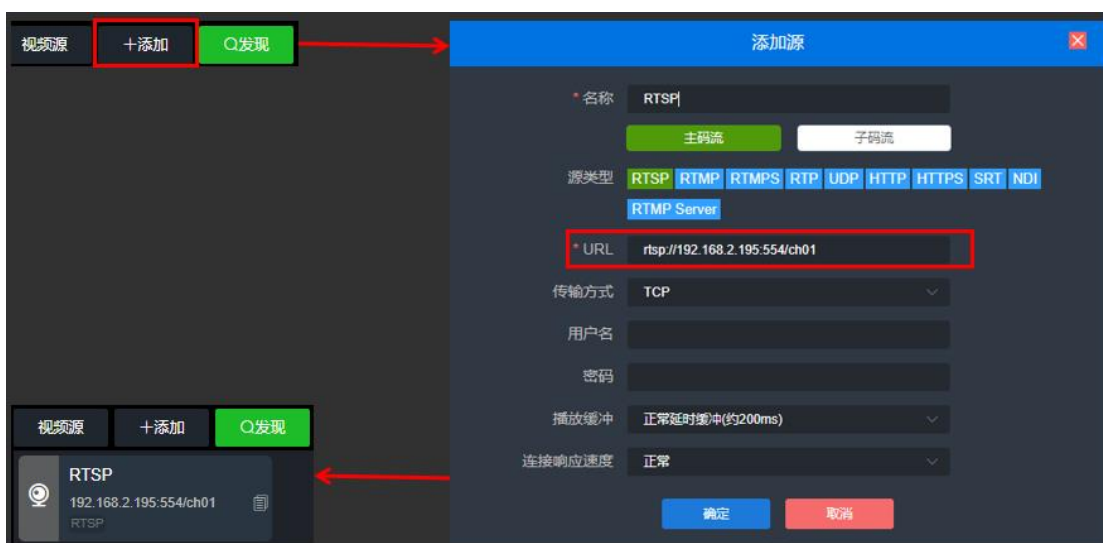 视频源 +添加 Q发现
添加源
*名称 RTSP
主码流 子码流
源类型 RTSP RTMP RTMPS RTP UDP HTTP HTTPS SRT NDI
RTMP Server
*URL rtsp://192.168.2.195:554/ch01
传输方式 TCP
用户名
密码
播放缓冲 正常延时缓冲(约200ms)
连接响应速度 正常
确定 取消
视频源 +添加 Q发现
RTSP
192.168.2.195:554/ch01
RTSP